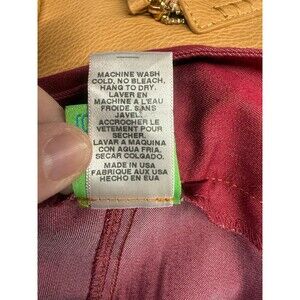 MACHINE WASH
COLD, NO BLEACH,
HANG TO DRY.
LAVER EN
MACHINE A L'EAU
FROIDE. SANS
JAVEL.
ACCROCHER LE
VETEMENT POUR
SECHER.
LAVAR A MAQUINA
CON AGUA FRIA.
SECAR COLGADO.
MADE IN USA
FABRIQUE AUX USA
HECHO EN EUA